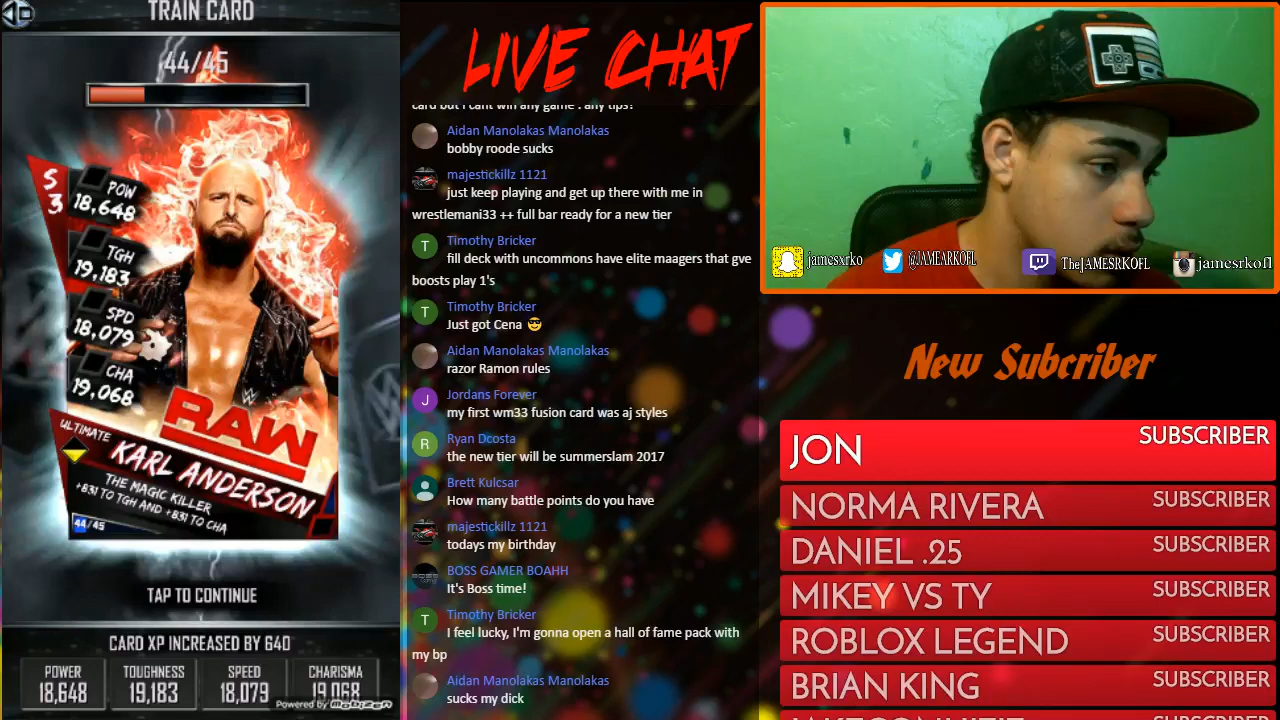 TRAIN CARD
44/45
S
3
POW
18,648
TGH
19,183
SPD
18,079
CHA
19,068
RAW
ULTIMATE
KARL ANDERSON
THE MAGIC KILLER
+831 TO TGH AND +831 TO CHA
44/45
TAP TO CONTINUE
CARD XP INCREASED BY 640
POWER
18,648
TOUGHNESS
19,183
SPEED
18,079
CHARISMA
19,068
Powered by Mobizen
LIVE CHAT
card but i cant win any game . any tips?
Aidan Manolakas Manolakas
bobby roode sucks
majestickillz 1121
just keep playing and get up there with me in
wrestlemani33 ++ full bar ready for a new tier
Timothy Bricker
fill deck with uncommons have elite maagers that gve
boosts play 1's
Timothy Bricker
Just got Cena 😎
Aidan Manolakas Manolakas
razor Ramon rules
Jordans Forever
my first wm33 fusion card was aj styles
Ryan Dcosta
the new tier will be summerslam 2017
Brett Kulcsar
How many battle points do you have
majestickillz 1121
todays my birthday
BOSS GAMER BOAHH
It's Boss time!
Timothy Bricker
I feel lucky, I'm gonna open a hall of fame pack with
my bp
Aidan Manolakas Manolakas
sucks my dick
jamesxrko
@JAMEARKOFL
TheJAMESRKOFL
jamesrkofl
New Subcriber
JON SUBSCRIBER
NORMA RIVERA SUBSCRIBER
DANIEL .25 SUBSCRIBER
MIKEY VS TY SUBSCRIBER
ROBLOX LEGEND SUBSCRIBER
BRIAN KING SUBSCRIBER
SUBSCRIBER